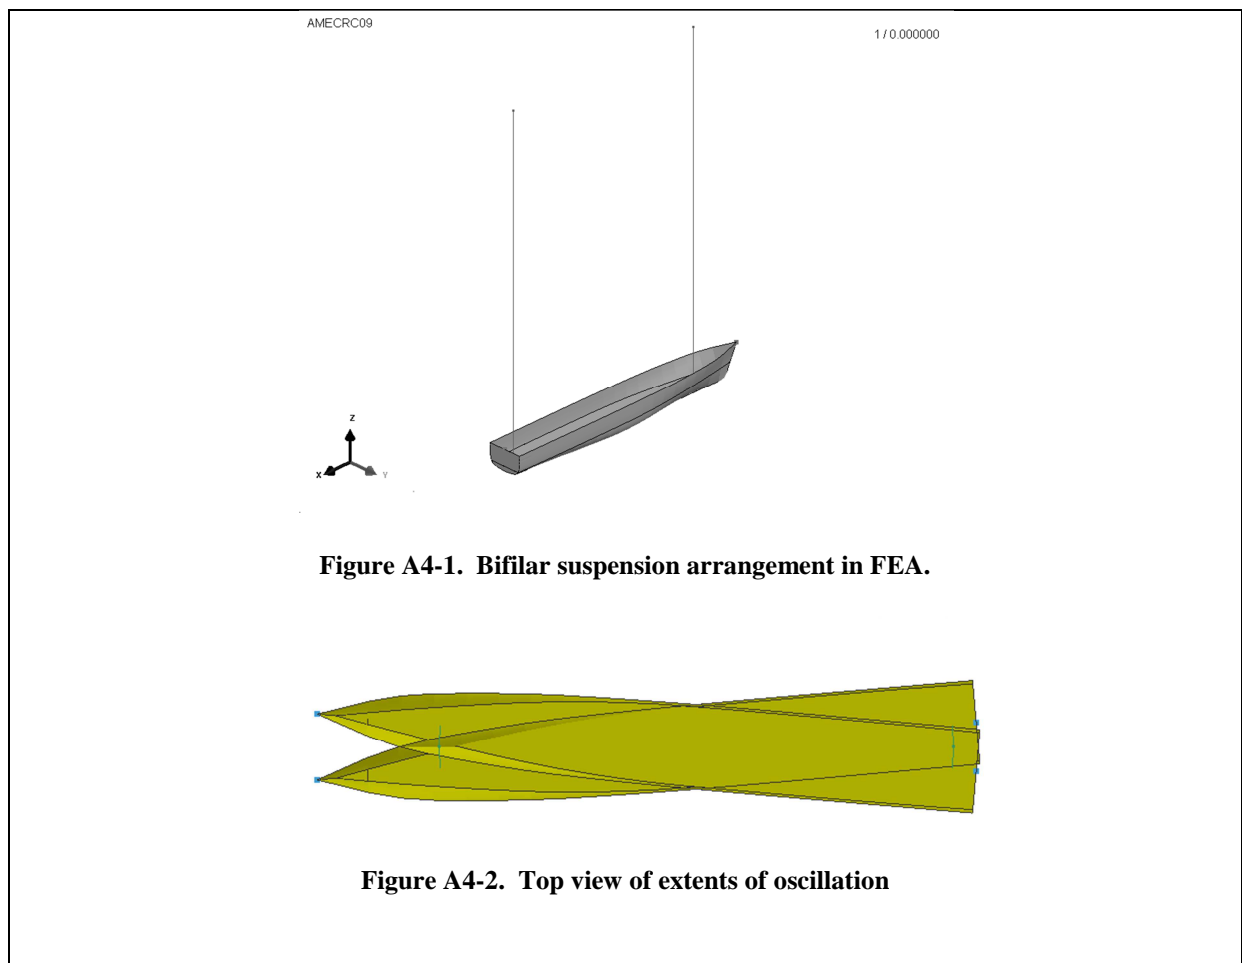 AMECRC09
1 / 0.000000
Z
X
Y
Figure A4-1. Bifilar suspension arrangement in FEA.
Figure A4-2. Top view of extents of oscillation